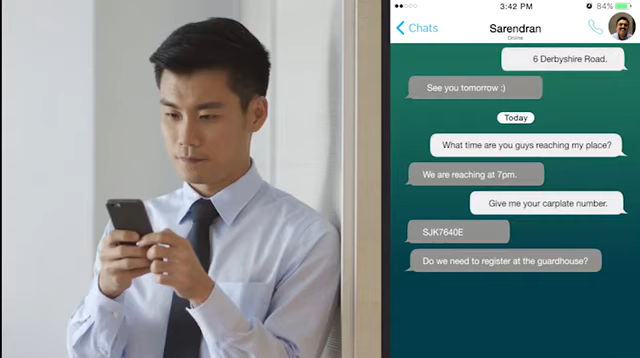 3:42 PM
84%
Chats
Sarendran
Online
6 Derbyshire Road.
See you tomorrow :)
Today
What time are you guys reaching my place?
We are reaching at 7pm.
Give me your carplate number.
SJK7640E
Do we need to register at the guardhouse?